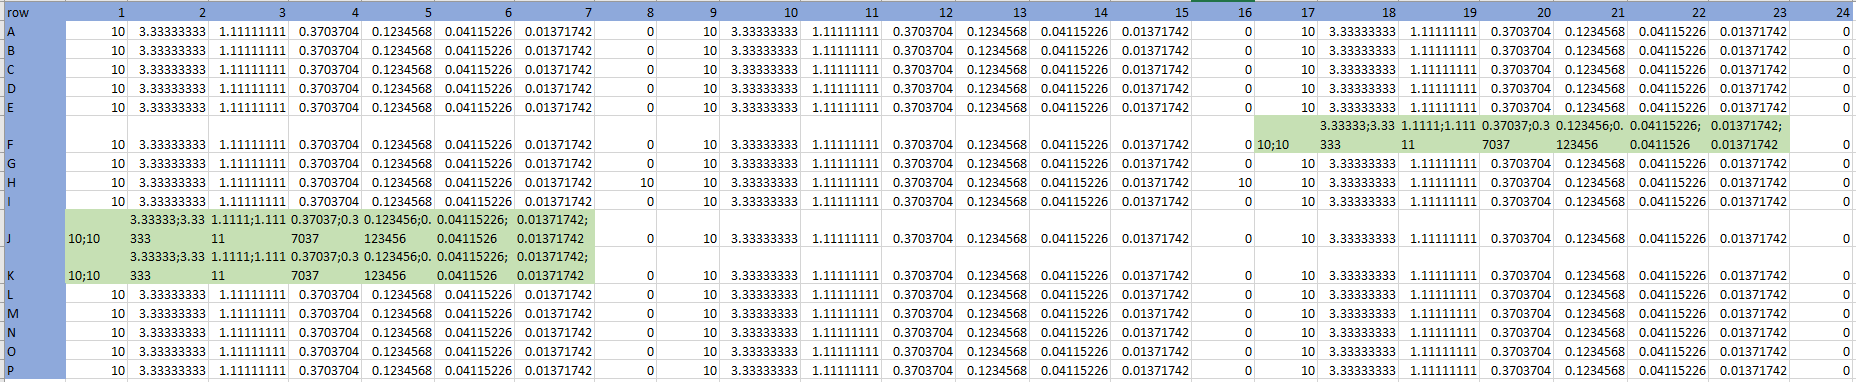 row 1 2 3 4 5 6 7 8 9 10 11 12 13 14 15 16 17 18 19 20 21 22 23 24
A 10 3.33333333 1.11111111 0.3703704 0.1234568 0.04115226 0.01371742 0 10 3.33333333 1.11111111 0.3703704 0.1234568 0.04115226 0.01371742 0 10 3.33333333 1.11111111 0.3703704 0.1234568 0.04115226 0.01371742 0
B 10 3.33333333 1.11111111 0.3703704 0.1234568 0.04115226 0.01371742 0 10 3.33333333 1.11111111 0.3703704 0.1234568 0.04115226 0.01371742 0 10 3.33333333 1.11111111 0.3703704 0.1234568 0.04115226 0.01371742 0
C 10 3.33333333 1.11111111 0.3703704 0.1234568 0.04115226 0.01371742 0 10 3.33333333 1.11111111 0.3703704 0.1234568 0.04115226 0.01371742 0 10 3.33333333 1.11111111 0.3703704 0.1234568 0.04115226 0.01371742 0
D 10 3.33333333 1.11111111 0.3703704 0.1234568 0.04115226 0.01371742 0 10 3.33333333 1.11111111 0.3703704 0.1234568 0.04115226 0.01371742 0 10 3.33333333 1.11111111 0.3703704 0.1234568 0.04115226 0.01371742 0
E 10 3.33333333 1.11111111 0.3703704 0.1234568 0.04115226 0.01371742 0 10 3.33333333 1.11111111 0.3703704 0.1234568 0.04115226 0.01371742 0 10 3.33333333 1.11111111 0.3703704 0.1234568 0.04115226 0.01371742 0
3.33333;3.33 1.1111;1.111 0.37037;0.3 0.123456;0. 0.04115226; 0.01371742;
F 10 3.33333333 1.11111111 0.3703704 0.1234568 0.04115226 0.01371742 0 10 3.33333333 1.11111111 0.3703704 0.1234568 0.04115226 0.01371742 0 10;10 333 11 7037 123456 0.0411526 0.01371742 0
G 10 3.33333333 1.11111111 0.3703704 0.1234568 0.04115226 0.01371742 0 10 3.33333333 1.11111111 0.3703704 0.1234568 0.04115226 0.01371742 0 10 3.33333333 1.11111111 0.3703704 0.1234568 0.04115226 0.01371742 0
H 10 3.33333333 1.11111111 0.3703704 0.1234568 0.04115226 0.01371742 10 10 3.33333333 1.11111111 0.3703704 0.1234568 0.04115226 0.01371742 10 10 3.33333333 1.11111111 0.3703704 0.1234568 0.04115226 0.01371742 0
I 10 3.33333333 1.11111111 0.3703704 0.1234568 0.04115226 0.01371742 0 10 3.33333333 1.11111111 0.3703704 0.1234568 0.04115226 0.01371742 0 10 3.33333333 1.11111111 0.3703704 0.1234568 0.04115226 0.01371742 0
3.33333;3.33 1.1111;1.111 0.37037;0.3 0.123456;0. 0.04115226; 0.01371742;
J 10;10 333 11 7037 123456 0.0411526 0.01371742 0 10 3.33333333 1.11111111 0.3703704 0.1234568 0.04115226 0.01371742 0 10 3.33333333 1.11111111 0.3703704 0.1234568 0.04115226 0.01371742 0
3.33333;3.33 1.1111;1.111 0.37037;0.3 0.123456;0. 0.04115226; 0.01371742;
K 10;10 333 11 7037 123456 0.0411526 0.01371742 0 10 3.33333333 1.11111111 0.3703704 0.1234568 0.04115226 0.01371742 0 10 3.33333333 1.11111111 0.3703704 0.1234568 0.04115226 0.01371742 0
L 10 3.33333333 1.11111111 0.3703704 0.1234568 0.04115226 0.01371742 0 10 3.33333333 1.11111111 0.3703704 0.1234568 0.04115226 0.01371742 0 10 3.33333333 1.11111111 0.3703704 0.1234568 0.04115226 0.01371742 0
M 10 3.33333333 1.11111111 0.3703704 0.1234568 0.04115226 0.01371742 0 10 3.33333333 1.11111111 0.3703704 0.1234568 0.04115226 0.01371742 0 10 3.33333333 1.11111111 0.3703704 0.1234568 0.04115226 0.01371742 0
N 10 3.33333333 1.11111111 0.3703704 0.1234568 0.04115226 0.01371742 0 10 3.33333333 1.11111111 0.3703704 0.1234568 0.04115226 0.01371742 0 10 3.33333333 1.11111111 0.3703704 0.1234568 0.04115226 0.01371742 0
O 10 3.33333333 1.11111111 0.3703704 0.1234568 0.04115226 0.01371742 0 10 3.33333333 1.11111111 0.3703704 0.1234568 0.04115226 0.01371742 0 10 3.33333333 1.11111111 0.3703704 0.1234568 0.04115226 0.01371742 0
P 10 3.33333333 1.11111111 0.3703704 0.1234568 0.04115226 0.01371742 0 10 3.33333333 1.11111111 0.3703704 0.1234568 0.04115226 0.01371742 0 10 3.33333333 1.11111111 0.3703704 0.1234568 0.04115226 0.01371742 0